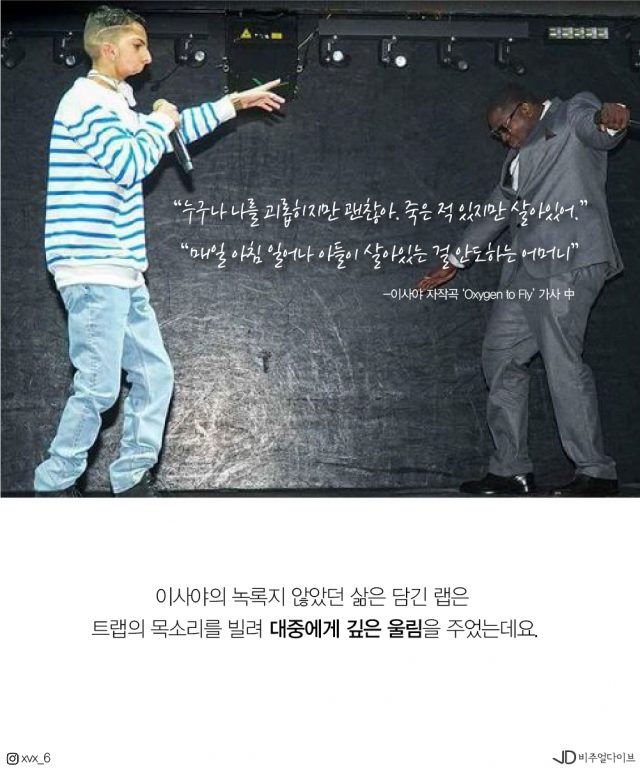 “누구나 나를 괴롭히지만 괜찮아. 죽은 적 있지만 살아있어.”
“매일 아침 일어나 아들이 살아있는 걸 안도하는 어머니”
-이사야 자작곡 ‘Oxygen to Fly’ 가사 中
이사야의 녹록지 않았던 삶은 담긴 랩은
트랩의 목소리를 빌려 대중에게 깊은 울림을 주었는데요.
xvx_6
JD 비주얼다이브